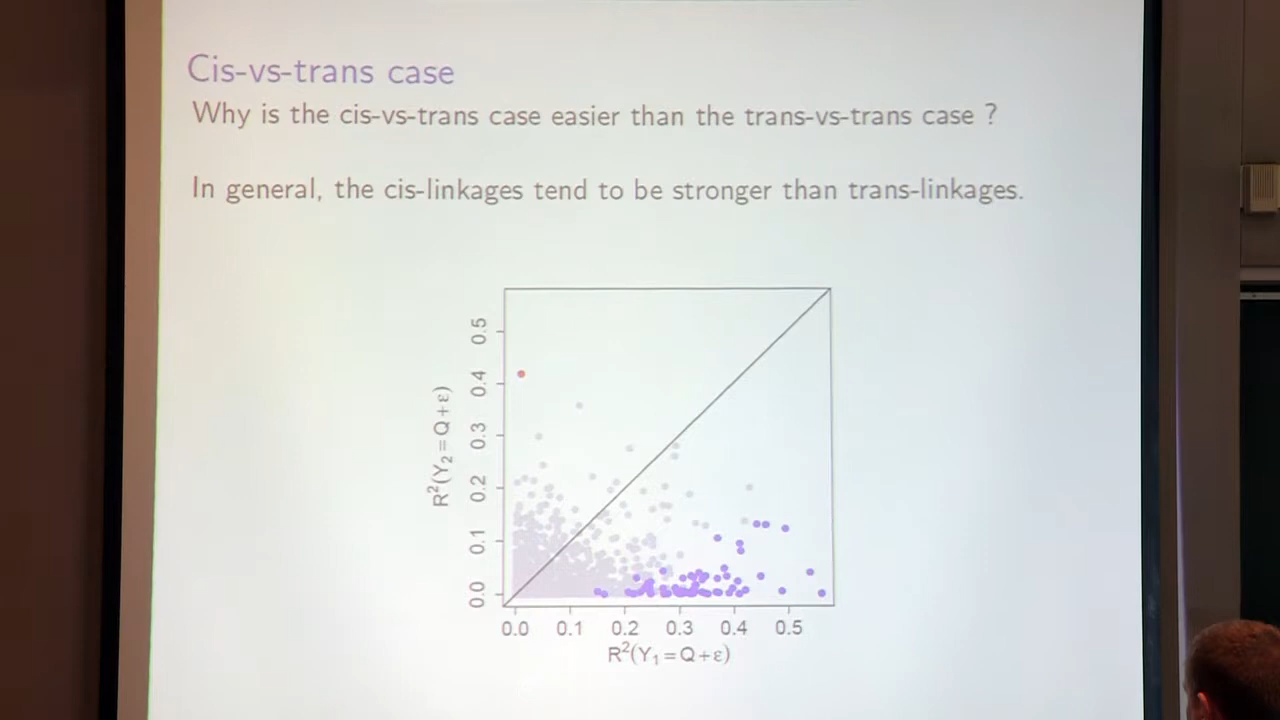 Cis-vs-trans case
Why is the cis-vs-trans case easier than the trans-vs-trans case ?
In general, the cis-linkages tend to be stronger than trans-linkages.
R²(Y₂ = Q + ε)
0.5
0.4
0.3
0.2
0.1
0.0
0.0 0.1 0.2 0.3 0.4 0.5
R²(Y₁ = Q + ε)